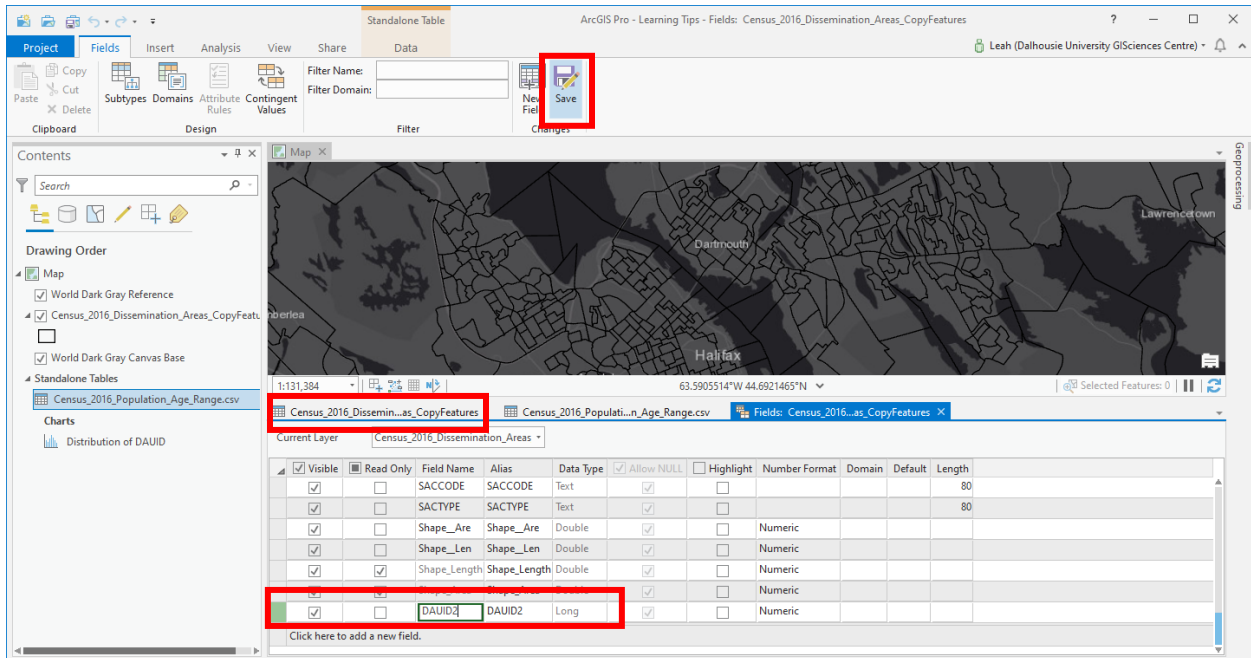 Standalone Table
ArcGIS Pro - Learning Tips - Fields: Census_2016_Dissemination_Areas_CopyFeatures
?
Project Fields Insert Analysis View Share Data
Leah (Dalhousie University GISciences Centre)
Paste
Copy
Cut
Delete
Clipboard
Subtypes
Domains
Attribute
Rules
Contingent
Values
Design
Filter Name:
Filter Domain:
Filter
New
Field
Save
Changes
Contents
Search
Drawing Order
Map
World Dark Gray Reference
Census_2016_Dissemination_Areas_CopyFeatu
World Dark Gray Canvas Base
Standalone Tables
Census_2016_Population_Age_Range.csv
Charts
Distribution of DAUID
Map
Lawrencetown
Dartmouth
nberlea
Halifax
1:131,384
63.5905514°W 44.6921465°N
Selected Features: 0
Geoprocessing
Census_2016_Dissemin...as_CopyFeatures
Census_2016_Populati...n_Age_Range.csv
Fields: Census_2016...as_CopyFeatures
Current Layer Census_2016_Dissemination_Areas
Visible Read Only Field Name Alias Data Type Allow NULL Highlight Number Format Domain Default Length
SACCODE SACCODE Text 80
SACTYPE SACTYPE Text 80
Shape__Are Shape__Are Double Numeric
Shape__Len Shape__Len Double Numeric
Shape_Length Shape_Length Double Numeric
Numeric
DAUID2 DAUID2 Long Numeric
Click here to add a new field.